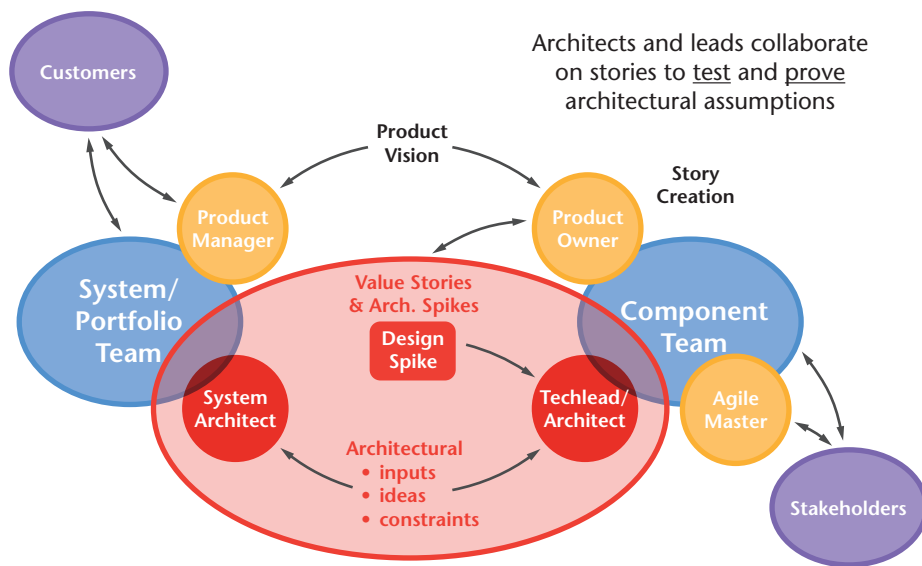 Architects and leads collaborate
on stories to test and prove
architectural assumptions
Customers
Product
Vision
Story
Creation
Product
Manager
Product
Owner
System/
Portfolio
Team
Value Stories
& Arch. Spikes
Component
Team
Design
Spike
System
Architect
Techlead/
Architect
Agile
Master
Architectural
• inputs
• ideas
• constraints
Stakeholders